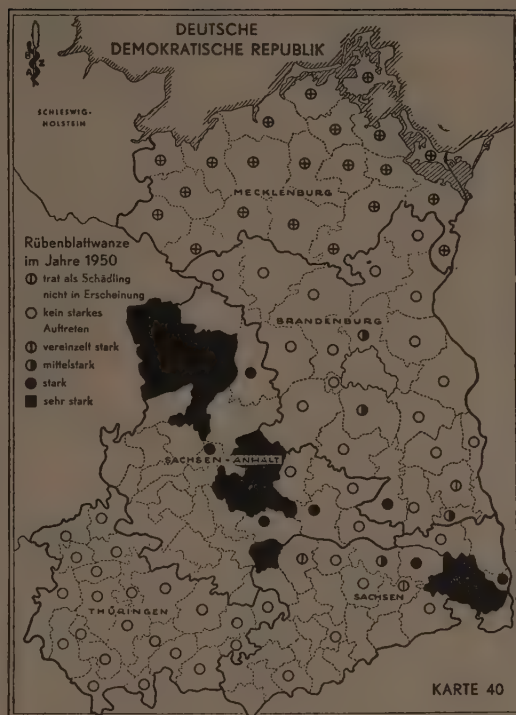 DEUTSCHE
DEMOKRATISCHE REPUBLIK
SCHLESWIG-
HOLSTEIN
MECKLENBURG
Rübenblattwanze
im Jahre 1950
trat als Schädling
nicht in Erscheinung
kein starkes
Auftreten
vereinzelt stark
mittelstark
stark
sehr stark
BRANDENBURG
SACHSEN-ANHALT
SACHSEN
THÜRINGEN
KARTE 40